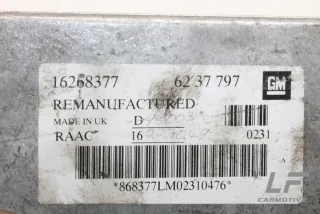 16268377 62 37 797 GM
REMANUFACTURED
MADE IN UK D
RAAC 16 0231
A
*868377LM02310476*
LF
CARMOTIV